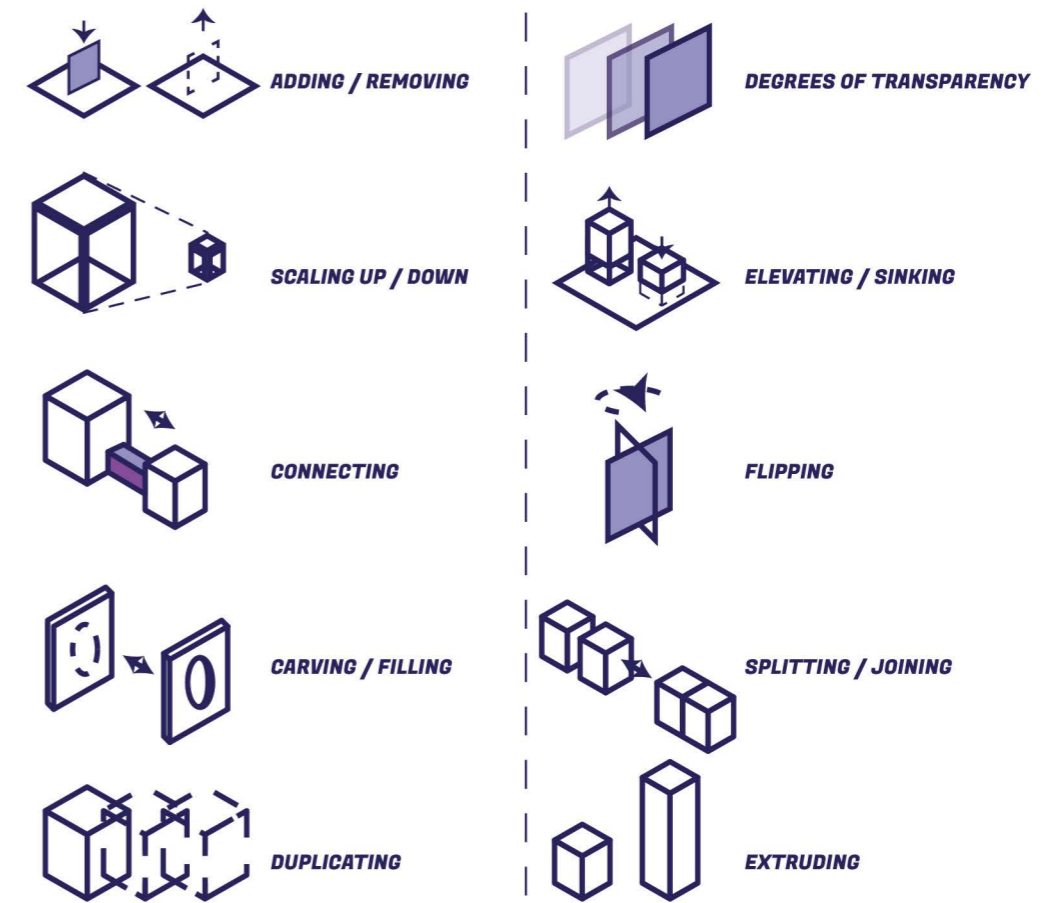 ADDING / REMOVING
SCALING UP / DOWN
CONNECTING
CARVING / FILLING
DUPLICATING
DEGREES OF TRANSPARENCY
ELEVATING / SINKING
FLIPPING
SPLITTING / JOINING
EXTRUDING